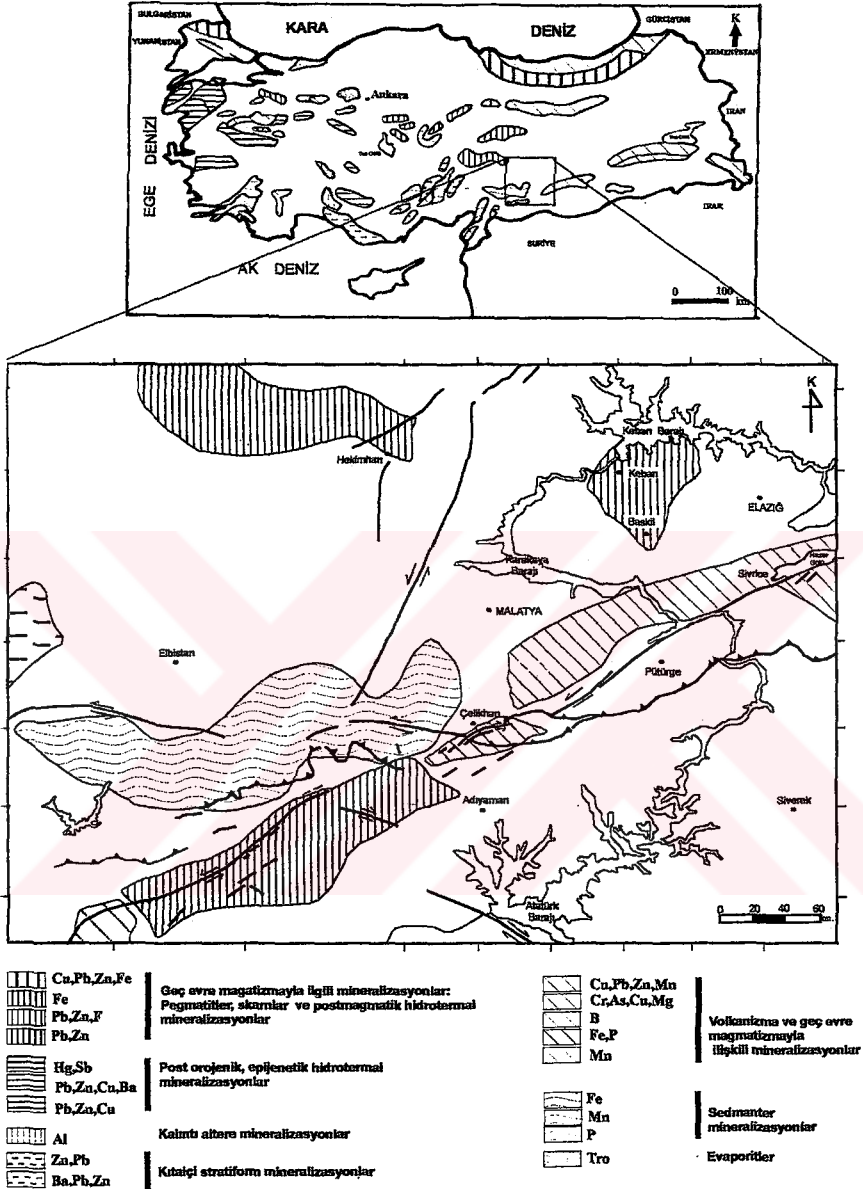 BULGARİSTAN
KARA
DENİZ
GÜRCİSTAN
K
YUNANİSTAN
ERMENİSTAN
Ankara
İRAN
EGE DENİZİ
IRAK
SURİYE
AK DENİZ
0 100
km
K
Keban Barajı
Hekimhan
Keban
ELAZIĞ
Baskil
Karakaya
Barajı
Hazar
Sivrice
MALATYA
Elbistan
Pütürge
Çelikhan
Adıyaman
Siverek
Atatürk
Barajı
0 20 40 60
km.
Cu,Pb,Zn,Fe
Fe
Pb,Zn,F
Pb,Zn
Geç evre magatizmayla ilgili mineralizasyonlar:
Pegmatitler, skarnlar ve postmagmatik hidrotermal
mineralizasyonlar
Hg,Sb
Pb,Zn,Cu,Ba
Pb,Zn,Cu
Post orojenik, epijenetik hidrotermal
mineralizasyonlar
Al
Kalıntı altere mineralizasyonlar
Zn,Pb
Ba,Pb,Zn
Kıtaiçi stratiform mineralizasyonlar
Cu,Pb,Zn,Mn
Cr,As,Cu,Mg
B
Fe,P
Mn
Volkanizma ve geç evre
magmatizmayla
ilişkili mineralizasyonlar
Fe
Mn
P
Sedmanter
mineralizasyonlar
Tro
Evaporitler